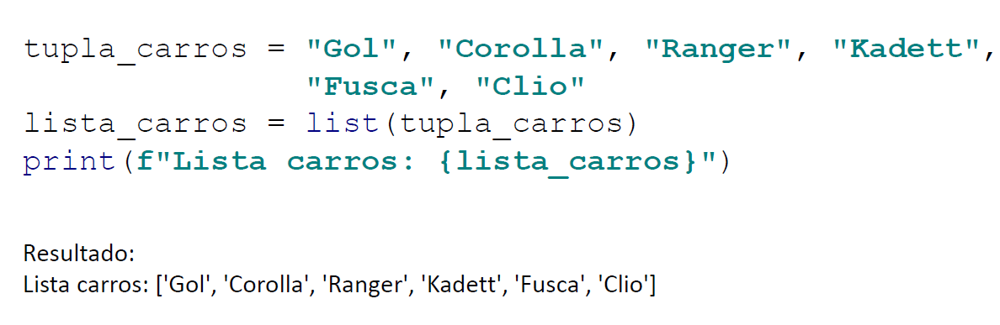 tupla_carros = "Gol", "Corolla", "Ranger", "Kadett",
"Fusca", "Clio"
lista_carros = list(tupla_carros)
print(f"Lista carros: {lista_carros}")
Resultado:
Lista carros: ['Gol', 'Corolla', 'Ranger', 'Kadett', 'Fusca', 'Clio']